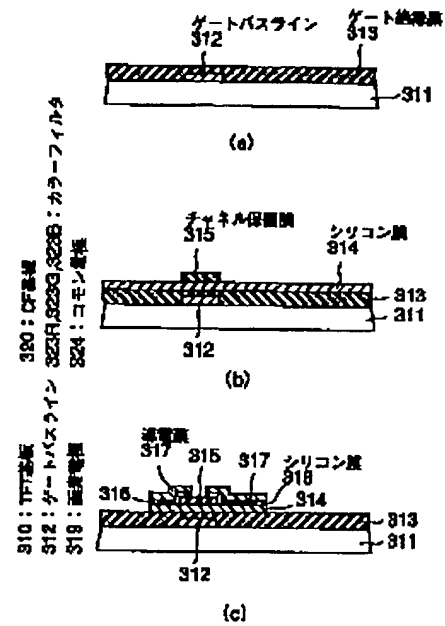 ゲートバスライン
312
ゲート絶縁膜
313
311
(a)
チャネル保護膜
315
シリコン膜
314
313
311
312
(b)
導電膜
317
315
317
シリコン膜
316
316
314
313
311
312
(c)
310：TFT基板
320：CF基板
312：ゲートバスライン
323R,323G,323B：カラーフィルタ
319：画素電極
324：コモン電極